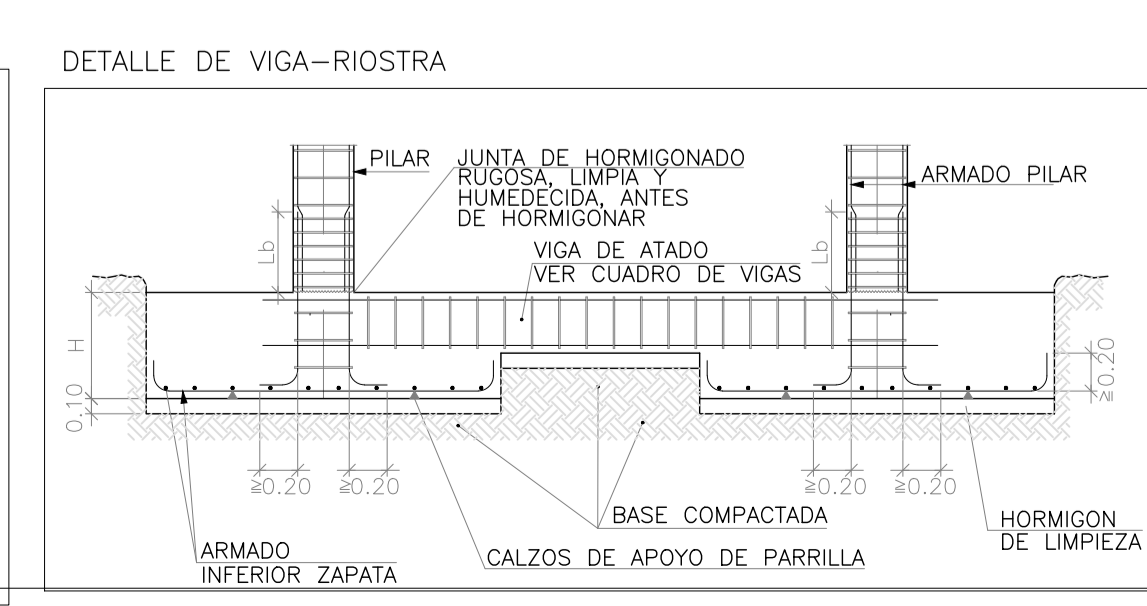 DETALLE DE VIGA-RIOSTRA
PILAR
JUNTA DE HORMIGONADO
RUGOSA, LIMPIA Y
HUMEDECIDA, ANTES
DE HORMIGONAR
ARMADO PILAR
Lb
Lb
VIGA DE ATADO
VER CUADRO DE VIGAS
H
0.10
≥0.20
≥0.20
≥0.20
≥0.20
≥0.20
BASE COMPACTADA
HORMIGON
DE LIMPIEZA
ARMADO
INFERIOR ZAPATA
CALZOS DE APOYO DE PARRILLA